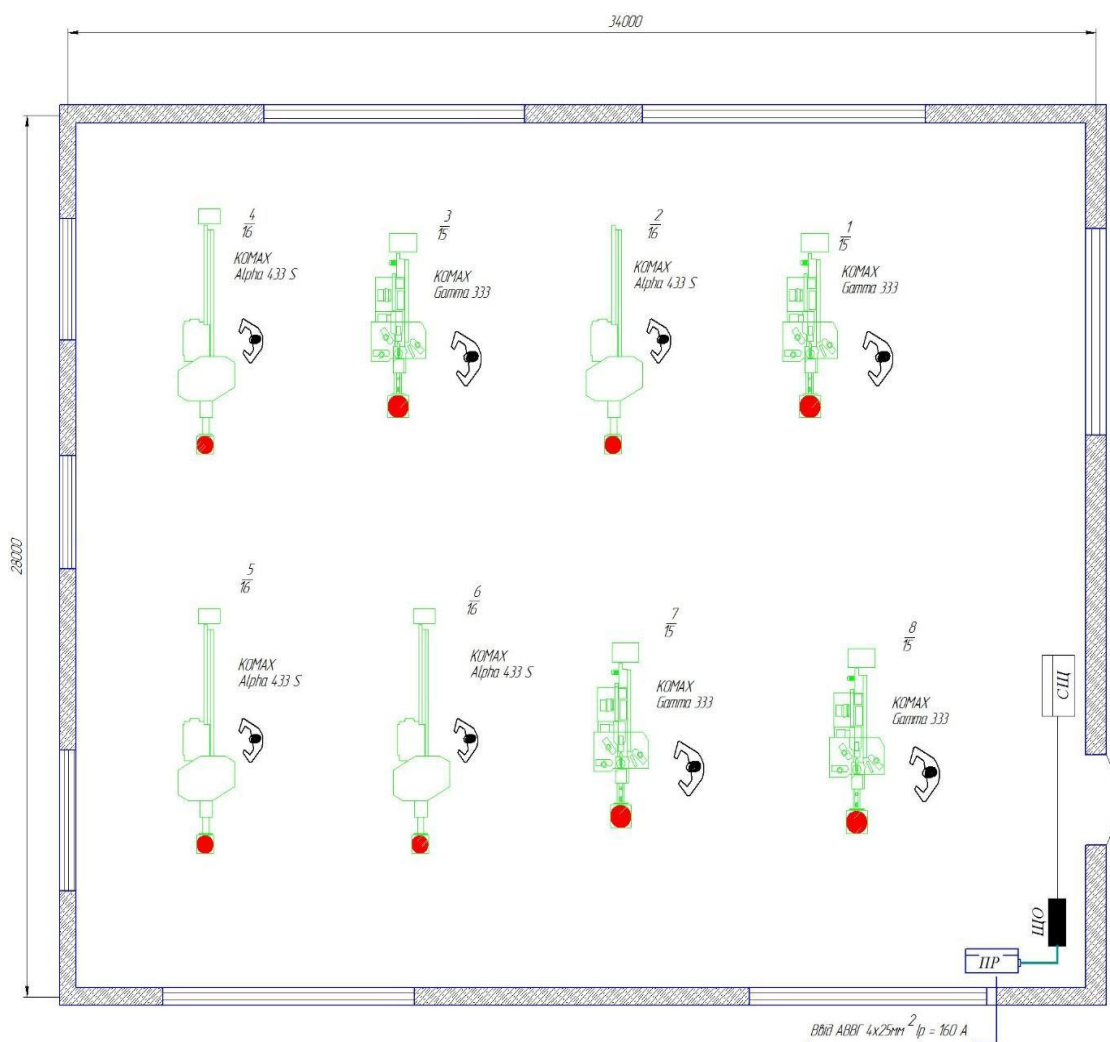 34000
28000
4
16
KOMAX
Alpha 433 S
3
15
KOMAX
Gamma 333
2
16
KOMAX
Alpha 433 S
1
15
KOMAX
Gamma 333
5
16
KOMAX
Alpha 433 S
6
16
KOMAX
Alpha 433 S
7
15
KOMAX
Gamma 333
8
15
KOMAX
Gamma 333
СЩ
ЩО
ПР
Ввід АВВГ 4х25мм² Ip = 160 А